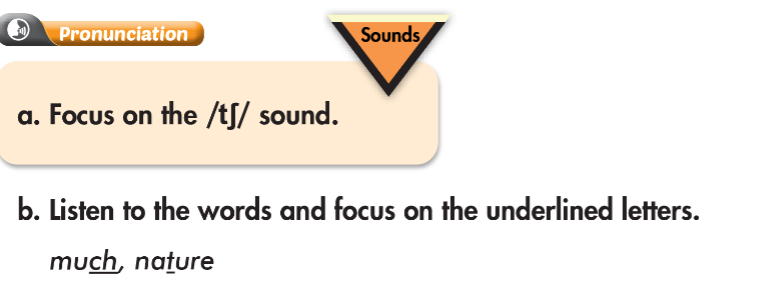 Pronunciation
Sounds
a. Focus on the /tʃ/ sound.
b. Listen to the words and focus on the underlined letters.
much, nature